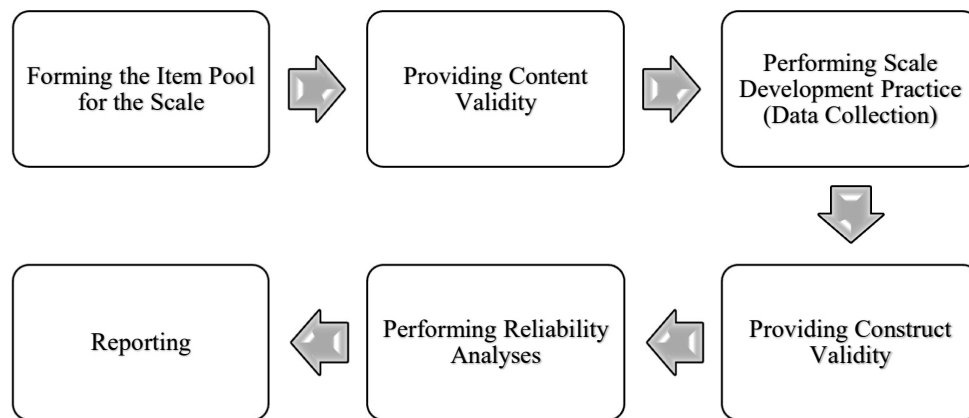 Forming the Item Pool
for the Scale
Providing Content
Validity
Performing Scale
Development Practice
(Data Collection)
Providing Construct
Validity
Performing Reliability
Analyses
Reporting